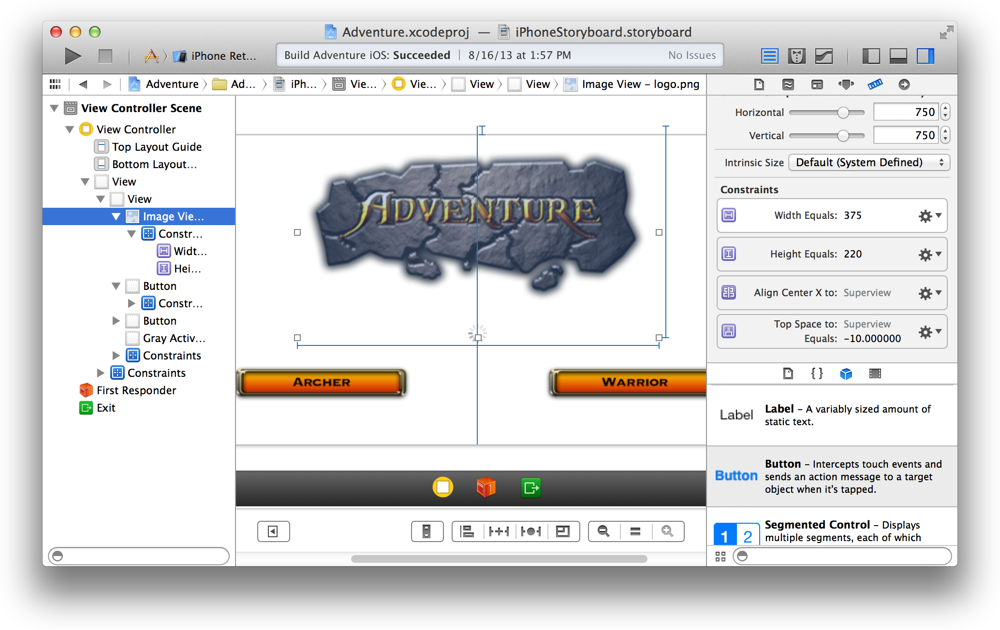 Adventure.xcodeproj — iPhoneStoryboard.storyboard
iPhone Ret...
Build Adventure iOS: Succeeded | 8/16/13 at 1:57 PM
No Issues
Adventure
Ad...
iPh...
Vie...
Vie...
View
View
Image View – logo.png
View Controller Scene
View Controller
Top Layout Guide
Bottom Layout...
View
View
Image Vie...
Constr...
Widt...
Hei...
Button
Constr...
Button
Gray Activ...
Constraints
Constraints
First Responder
Exit
ADVENTURE
ARCHER
WARRIOR
Horizontal 750
Vertical 750
Intrinsic Size Default (System Defined)
Constraints
Width Equals: 375
Height Equals: 220
Align Center X to: Superview
Top Space to: Superview
Equals: -10.000000
Label
Label – A variably sized amount of
static text.
Button
Button – Intercepts touch events and
sends an action message to a target
object when it's tapped.
1 2
Segmented Control – Displays
multiple segments, each of which